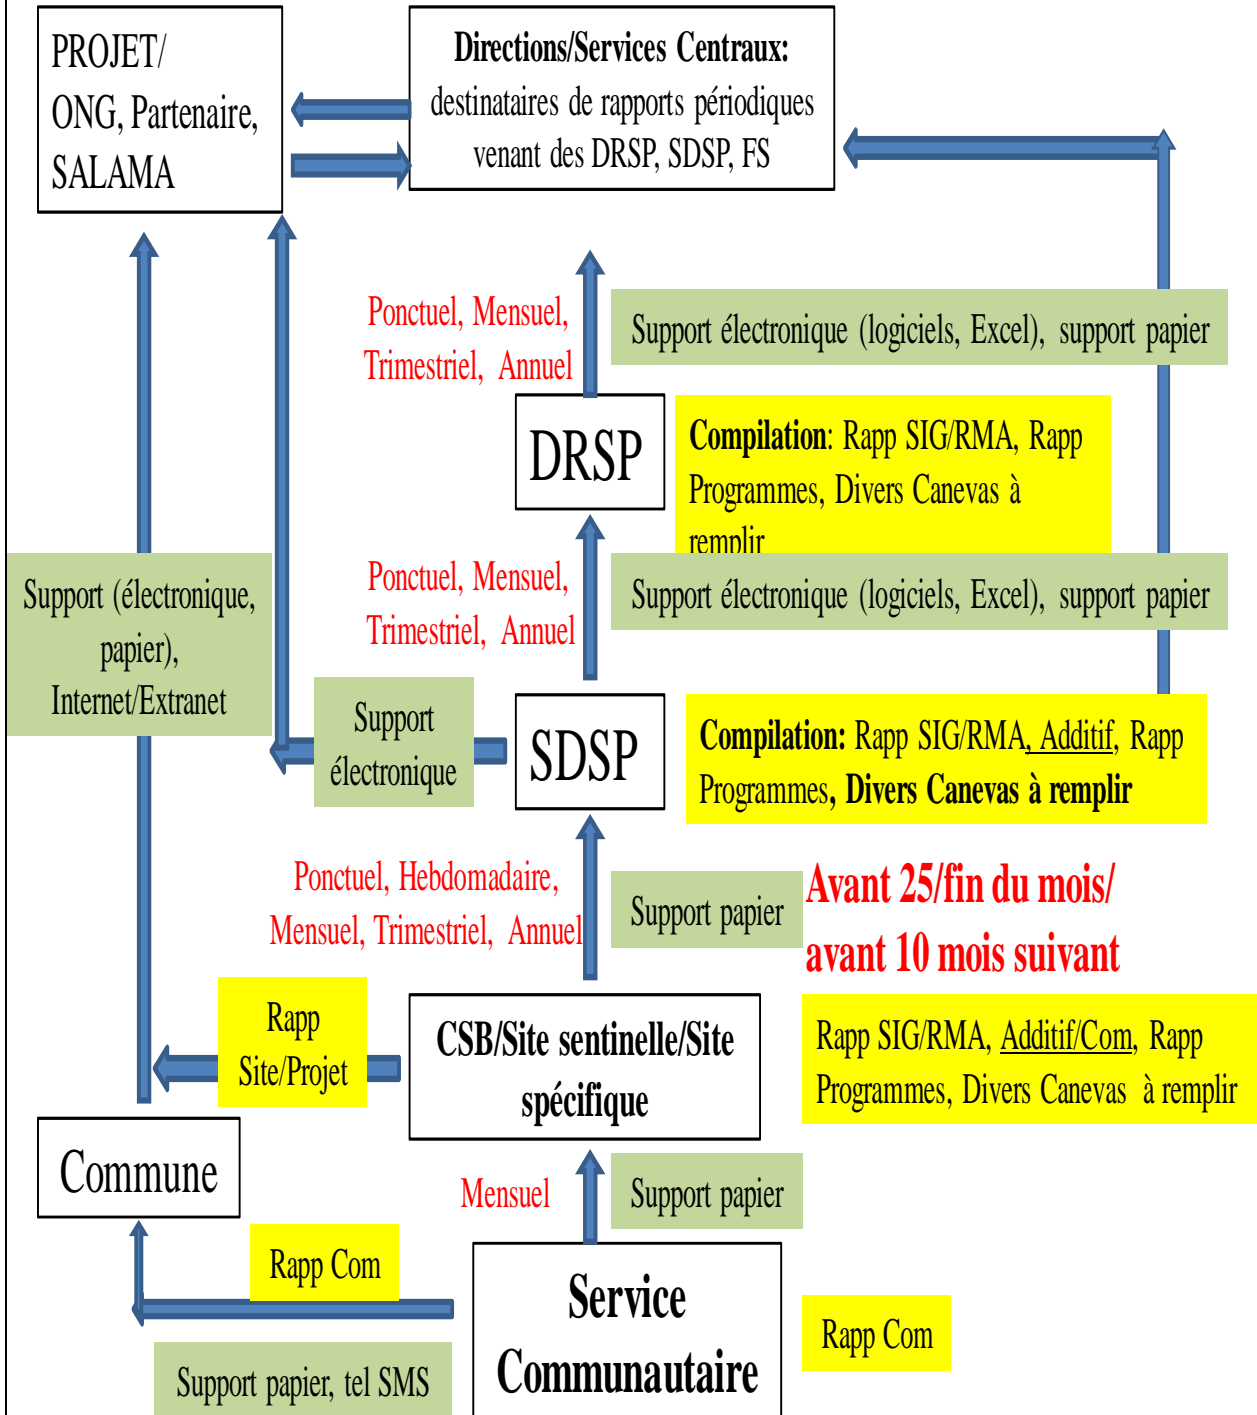 PROJET/
ONG, Partenaire,
SALAMA
Directions/Services Centraux:
destinataires de rapports périodiques
venant des DRSP, SDSP, FS
Ponctuel, Mensuel,
Trimestriel, Annuel
Support électronique (logiciels, Excel), support papier
DRSP
Compilation: Rapp SIG/RMA, Rapp
Programmes, Divers Canevas à
remplir
Support (électronique,
papier),
Internet/Extranet
Ponctuel, Mensuel,
Trimestriel, Annuel
Support électronique (logiciels, Excel), support papier
Support
électronique
SDSP
Compilation: Rapp SIG/RMA, Additif, Rapp
Programmes, Divers Canevas à remplir
Ponctuel, Hebdomadaire,
Mensuel, Trimestriel, Annuel
Support papier
Avant 25/fin du mois/
avant 10 mois suivant
Rapp
Site/Projet
CSB/Site sentinelle/Site
spécifique
Rapp SIG/RMA, Additif/Com, Rapp
Programmes, Divers Canevas à remplir
Commune
Mensuel
Support papier
Rapp Com
Service
Communautaire
Rapp Com
Support papier, tel SMS